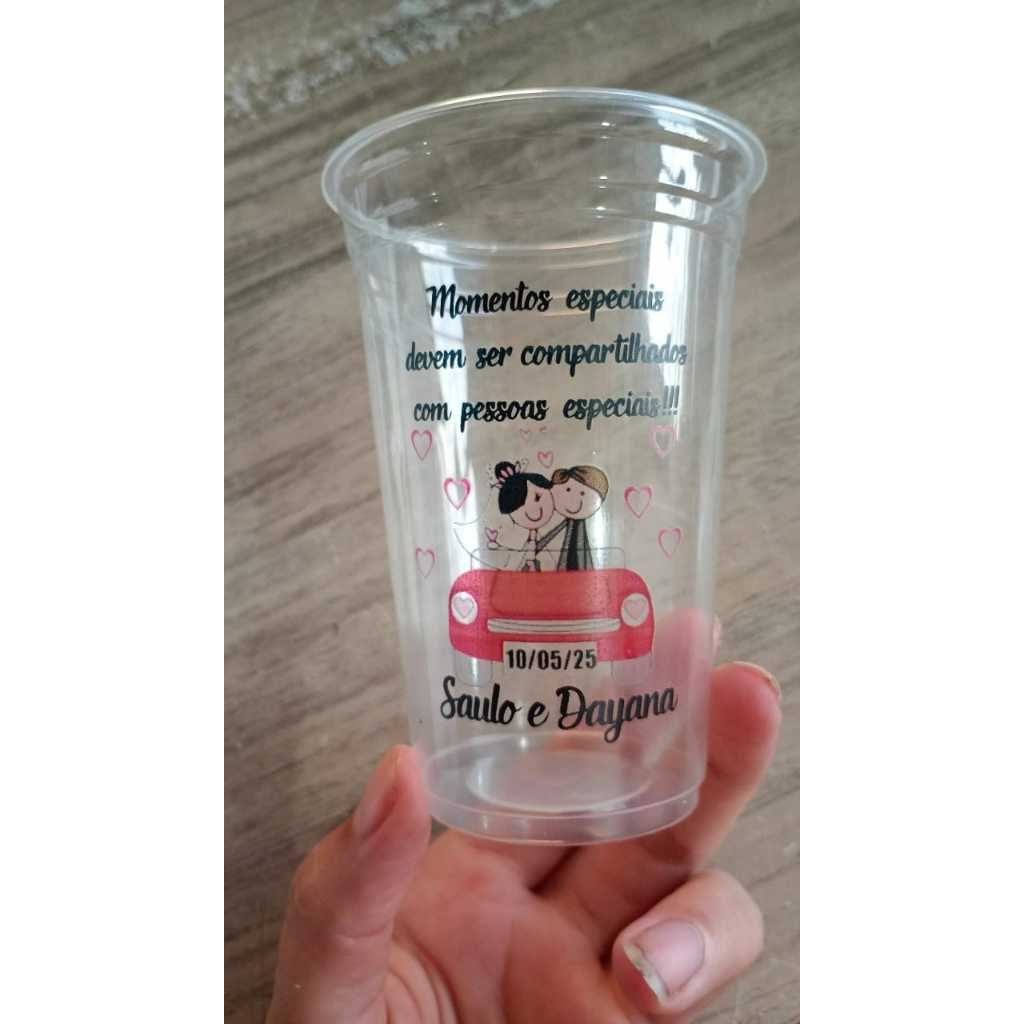 Momentos especiais
devem ser compartilhados
com pessoas especiais!!!
10/05/25
Saulo e Dayana